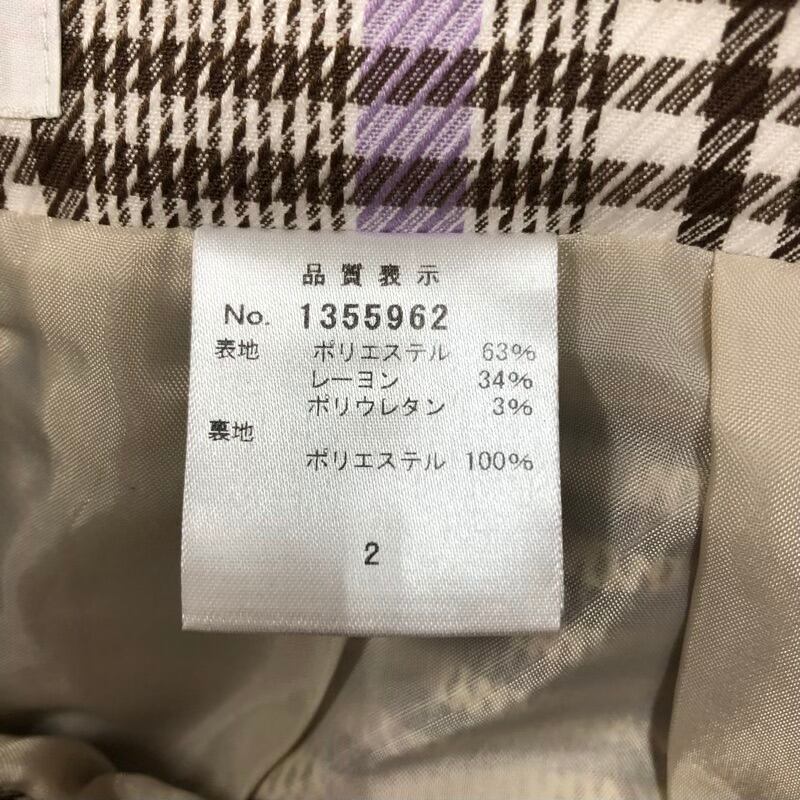 品質表示
No. 1355962
表地 ポリエステル 63%
レーヨン 34%
ポリウレタン 3%
裏地
ポリエステル 100%
2